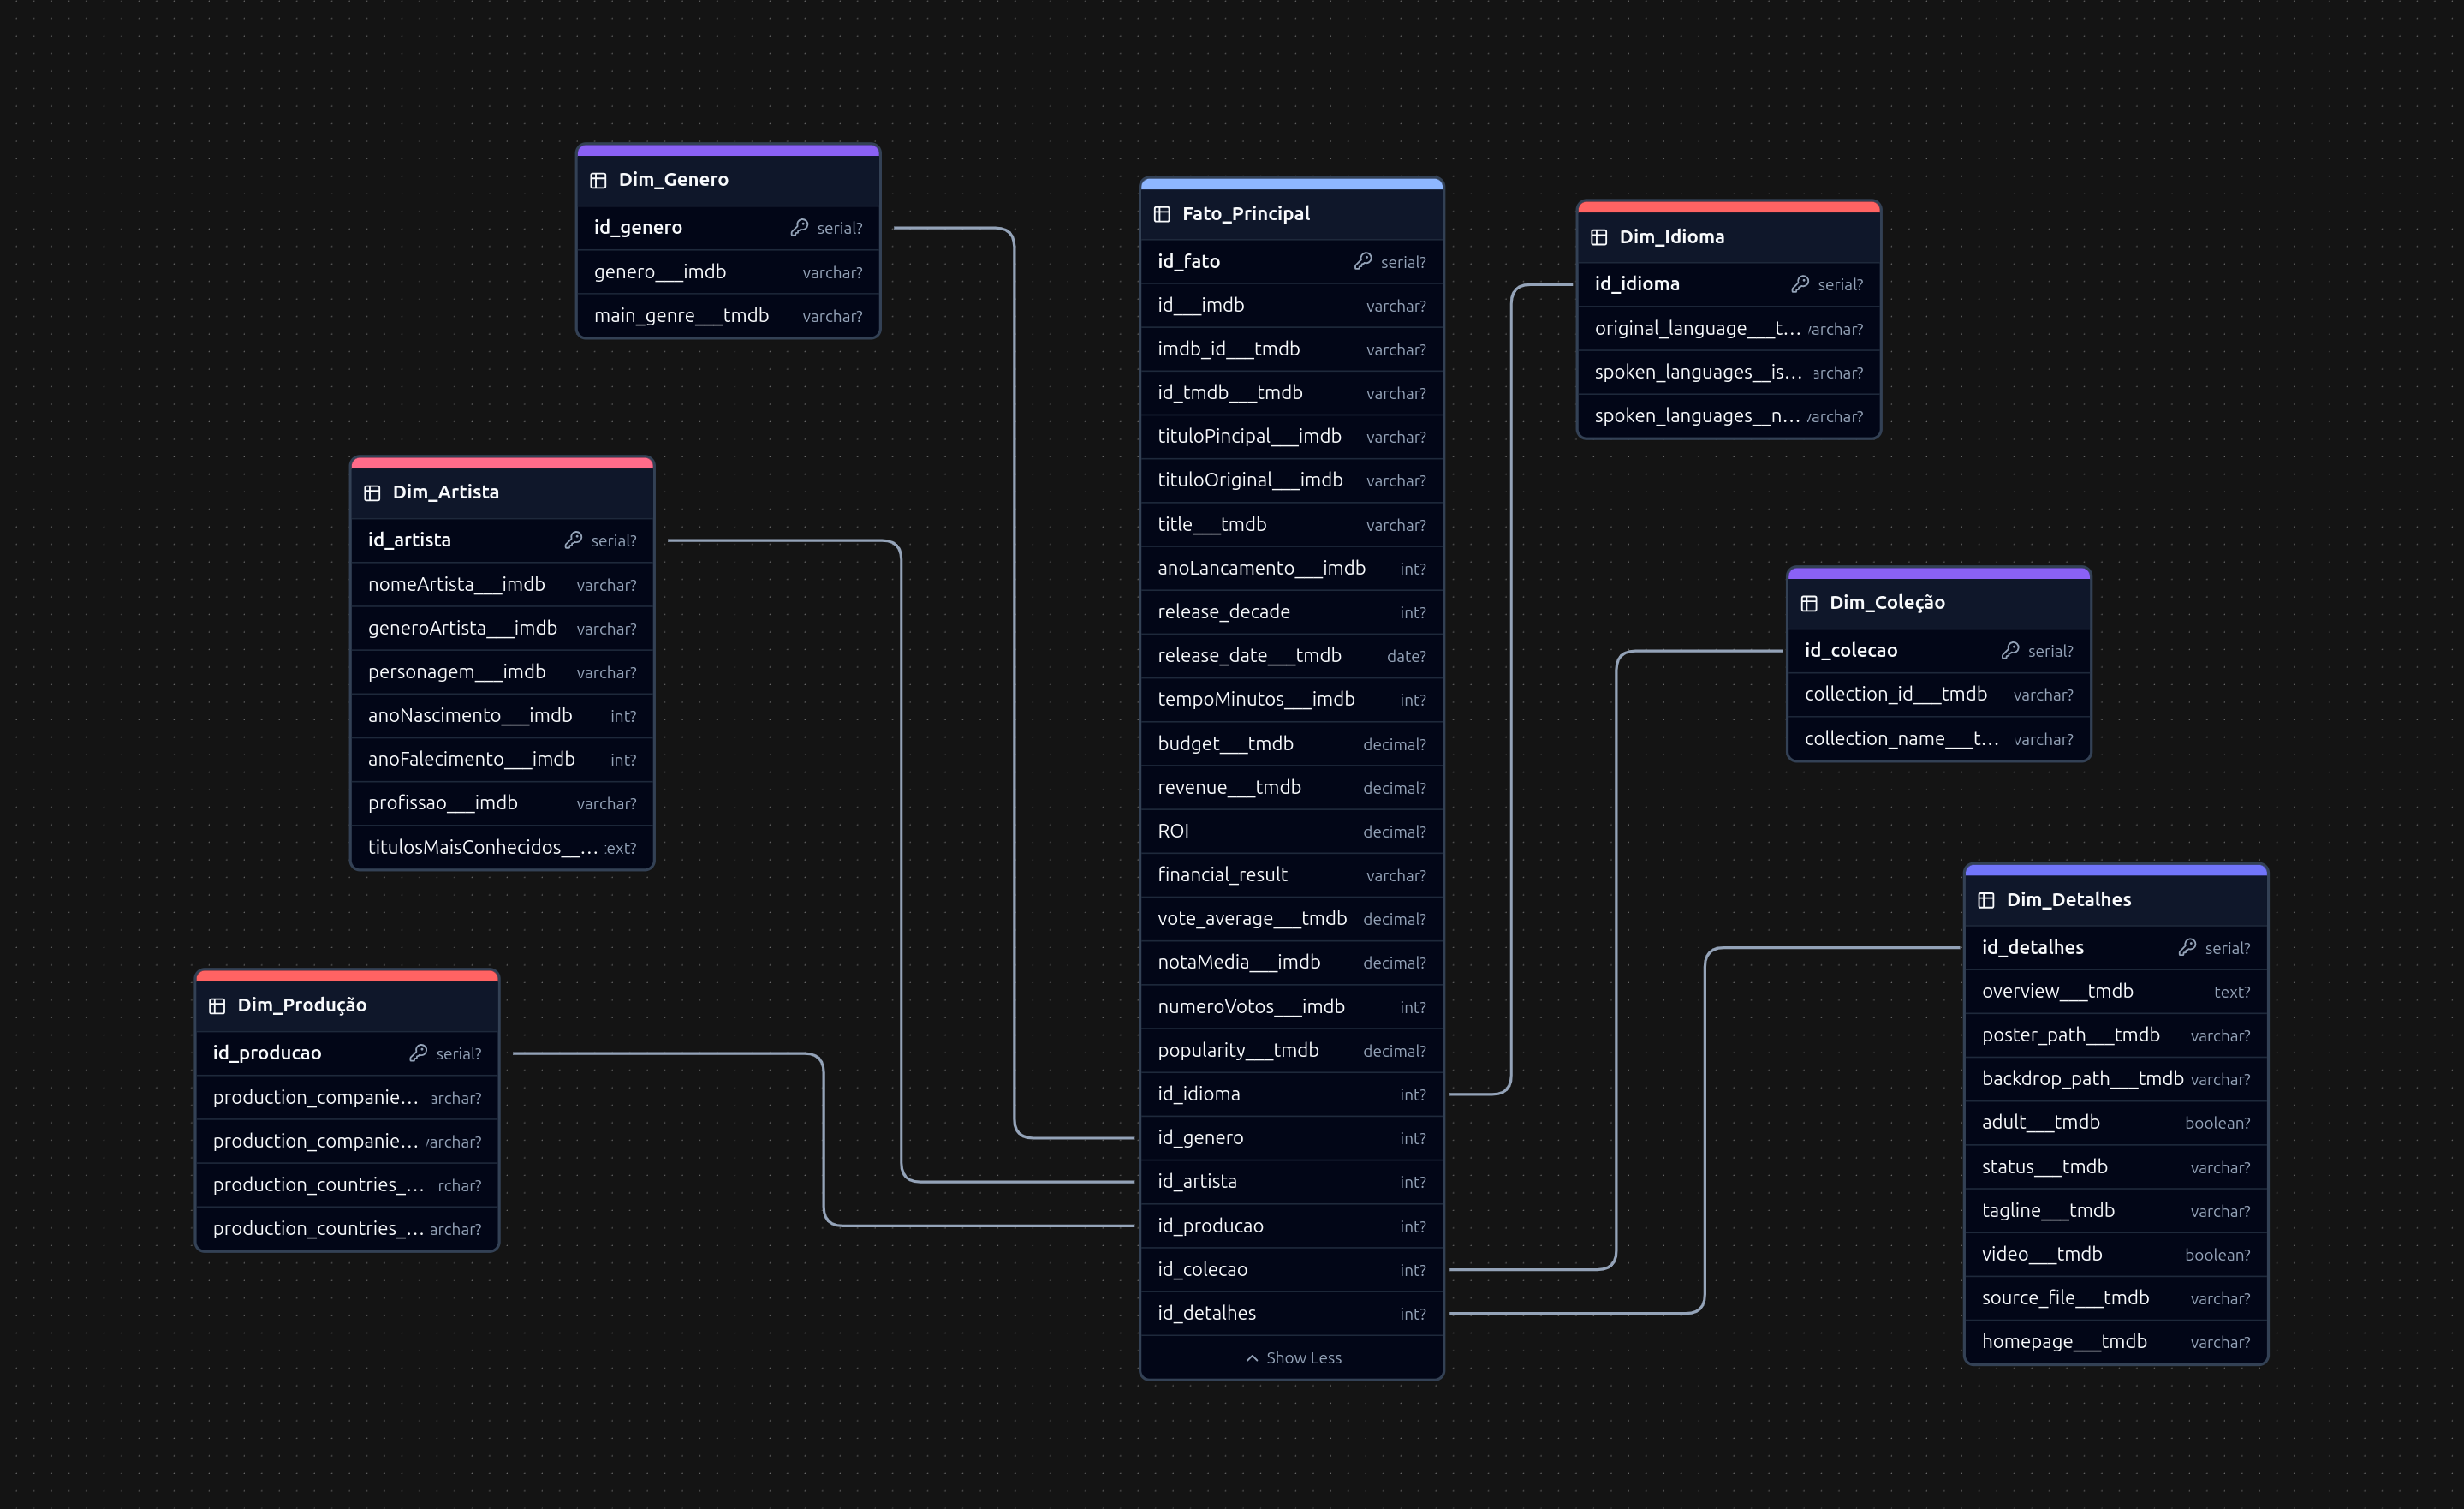 Dim_Genero
id_genero serial?
genero___imdb varchar?
main_genre___tmdb varchar?
Fato_Principal
id_fato serial?
id___imdb varchar?
imdb_id___tmdb varchar?
id_tmdb___tmdb varchar?
tituloPincipal___imdb varchar?
tituloOriginal___imdb varchar?
title___tmdb varchar?
anoLancamento___imdb int?
release_decade int?
release_date___tmdb date?
tempoMinutos___imdb int?
budget___tmdb decimal?
revenue___tmdb decimal?
ROI decimal?
financial_result varchar?
vote_average___tmdb decimal?
notaMedia___imdb decimal?
numeroVotos___imdb int?
popularity___tmdb decimal?
id_idioma int?
id_genero int?
id_artista int?
id_producao int?
id_colecao int?
id_detalhes int?
Show Less
Dim_Idioma
id_idioma serial?
original_language___t... archar?
spoken_languages__is... archar?
spoken_languages__n... archar?
Dim_Artista
id_artista serial?
nomeArtista___imdb varchar?
generoArtista___imdb varchar?
personagem___imdb varchar?
anoNascimento___imdb int?
anoFalecimento___imdb int?
profissao___imdb varchar?
titulosMaisConhecidos__... ext?
Dim_Coleção
id_colecao serial?
collection_id___tmdb varchar?
collection_name___t... varchar?
Dim_Detalhes
id_detalhes serial?
overview___tmdb text?
poster_path___tmdb varchar?
backdrop_path___tmdb varchar?
adult___tmdb boolean?
status___tmdb varchar?
tagline___tmdb varchar?
video___tmdb boolean?
source_file___tmdb varchar?
homepage___tmdb varchar?
Dim_Produção
id_producao serial?
production_companie... archar?
production_companie... varchar?
production_countries_... rchar?
production_countries_... archar?